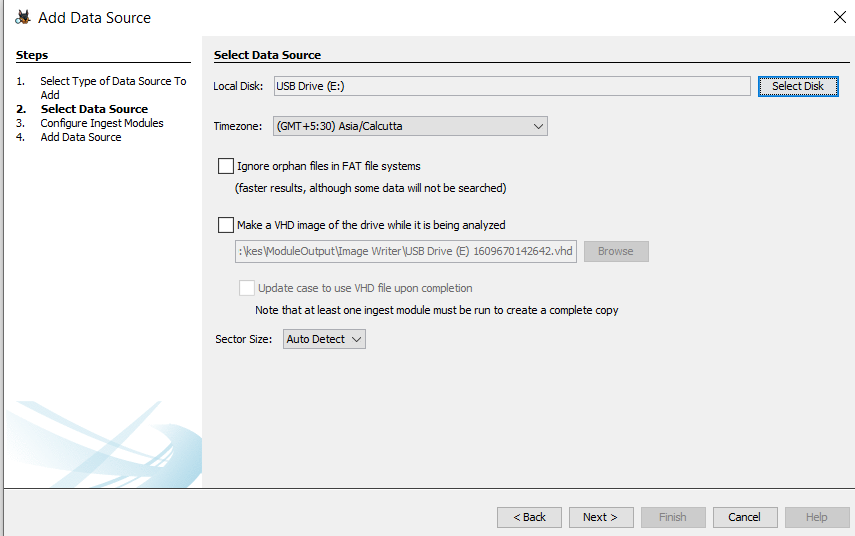 Add Data Source
Steps
1. Select Type of Data Source To
Add
2. Select Data Source
3. Configure Ingest Modules
4. Add Data Source
Select Data Source
Local Disk: USB Drive (E:) Select Disk
Timezone: (GMT+5:30) Asia/Calcutta
Ignore orphan files in FAT file systems
(faster results, although some data will not be searched)
Make a VHD image of the drive while it is being analyzed
:\kes\ModuleOutput\Image Writer\USB Drive (E) 1609670142642.vhd Browse
Update case to use VHD file upon completion
Note that at least one ingest module must be run to create a complete copy
Sector Size: Auto Detect
< Back Next > Finish Cancel Help